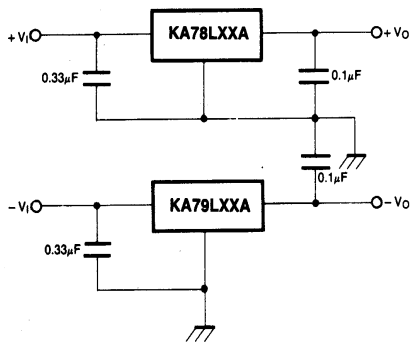 +VI KA78LXXA +VO
0.33μF 0.1μF
0.1μF
-VI KA79LXXA -VO
0.33μF